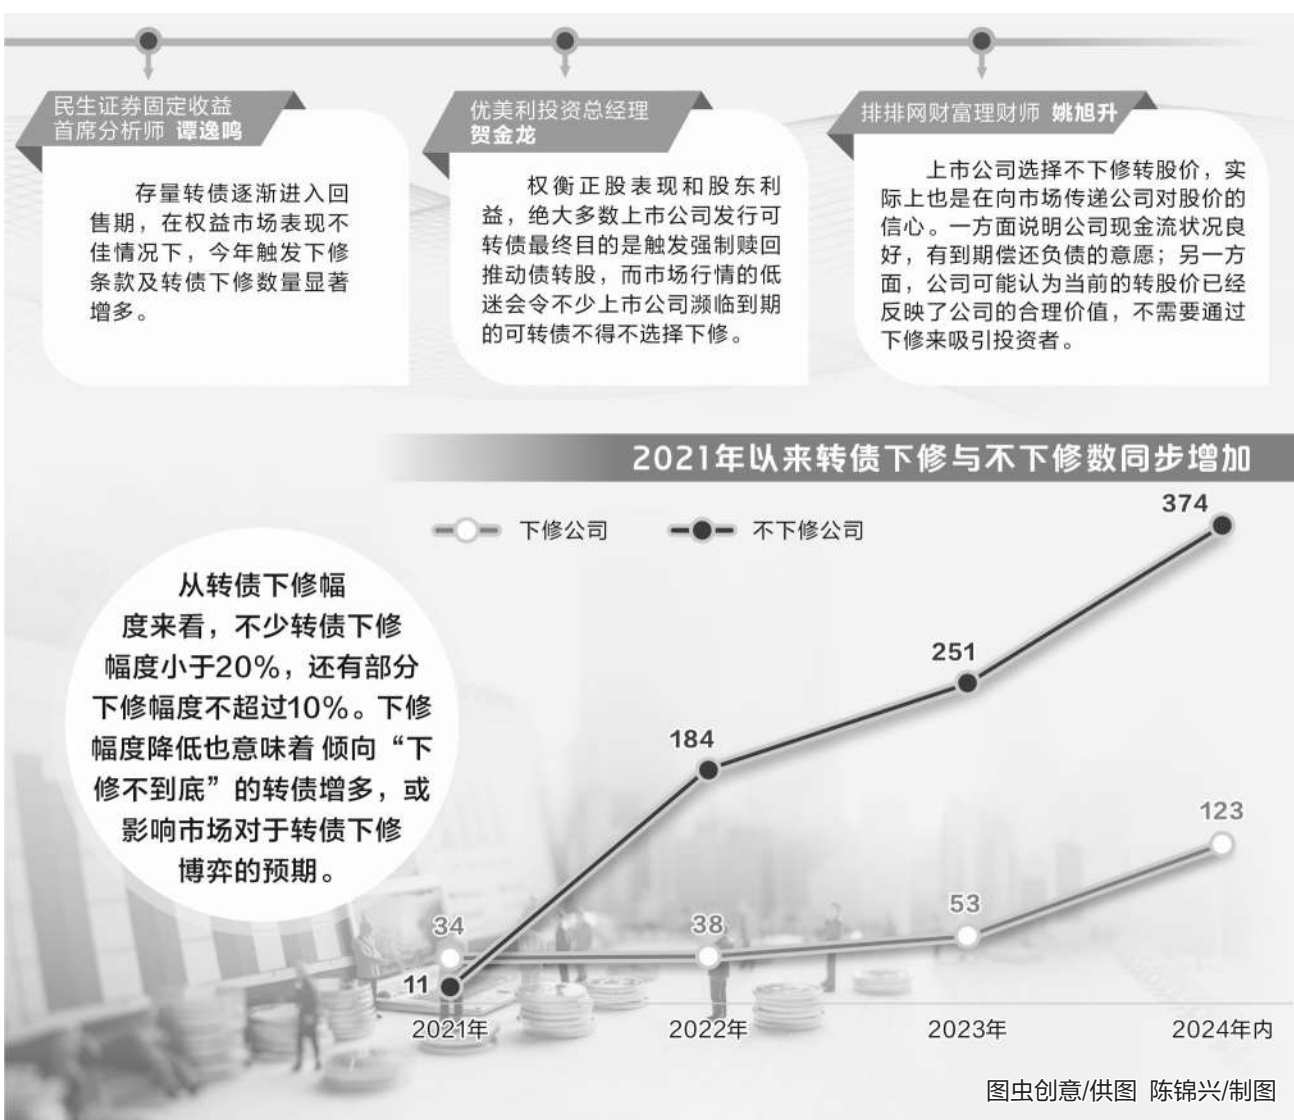 民生证券固定收益
首席分析师 谭逸鸣
存量转债逐渐进入回
售期，在权益市场表现不
佳情况下，今年触发下修
条款及转债下修数量显著
增多。
优美利投资总经理
贺金龙
权衡正股表现和股东利
益，绝大多数上市公司发行可
转债最终目的是触发强制赎回
推动债转股，而市场行情的低
迷会令不少上市公司濒临到期
的可转债不得不选择下修。
排排网财富理财师 姚旭升
上市公司选择不下修转股价，实
际上也是在向市场传递公司对股价的
信心。一方面说明公司现金流状况良
好，有到期偿还负债的意愿；另一方
面，公司可能认为当前的转股价已经
反映了公司的合理价值，不需要通过
下修来吸引投资者。
2021年以来转债下修与不下修数同步增加
下修公司 不下修公司
从转债下修幅
度来看，不少转债下修
幅度小于20%，还有部分
下修幅度不超过10%。下修
幅度降低也意味着 倾向“下
修不到底”的转债增多，或
影响市场对于转债下修
博弈的预期。
374
251
184
123
53
38
34
11
2021年 2022年 2023年 2024年内
图虫创意/供图 陈锦兴/制图